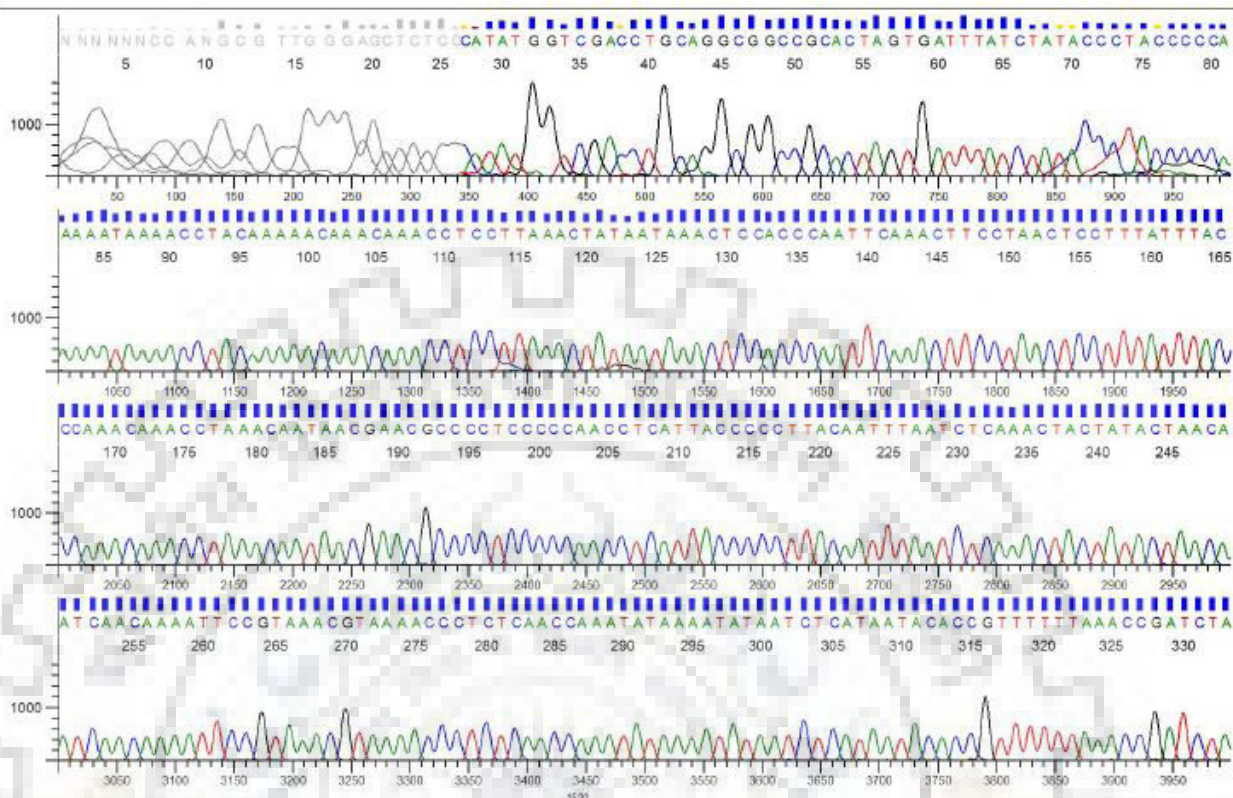 NNNNNNCCANGCGTTGGGAGCTCTCCCATATGGTCGACCTGCAGGCGGCCGCACTAGTGATTTATCTATACCCTACCCCCA
5 10 15 20 25 30 35 40 45 50 55 60 65 70 75 80
1000
50 100 150 200 250 300 350 400 450 500 550 600 650 700 750 800 850 900 950
AAAATAAAACCTACAAAAACAAACAAACCTCCTTAAACTATAATAAACTCCACCCAATTCAAACTTCCTAACTCCTTTATTTAC
85 90 95 100 105 110 115 120 125 130 135 140 145 150 155 160 165
1000
1050 1100 1150 1200 1250 1300 1350 1400 1450 1500 1550 1600 1650 1700 1750 1800 1850 1900 1950
CCAAACAAACCTAAACAATAACGAACGCCCCTCCCCCAACCTCATTACCCCCTTACAATTTAATCTCAAACTACTATACTAACA
170 175 180 185 190 195 200 205 210 215 220 225 230 235 240 245
1000
2050 2100 2150 2200 2250 2300 2350 2400 2450 2500 2550 2600 2650 2700 2750 2800 2850 2900 2950
ATCAACAAAATTCCGTAAACGTAAAACCCTCTCAACCAAATATAAAATATAATCTCATAATACACCGTTTTTTAAACCGATCTA
255 260 265 270 275 280 285 290 295 300 305 310 315 320 325 330
1000
3050 3100 3150 3200 3250 3300 3350 3400 3450 3500 3550 3600 3650 3700 3750 3800 3850 3900 3950